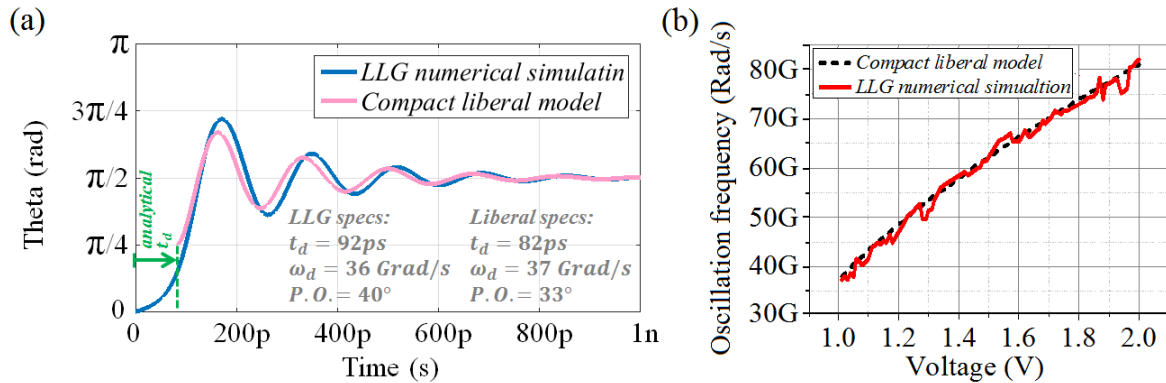 (a)
π
3π/4
π/2
π/4
0
Theta (rad)
LLG numerical simulatin
Compact liberal model
analytical
t_d
LLG specs:
t_d = 92ps
ω_d = 36 Grad/s
P.O.= 40°
Liberal specs:
t_d = 82ps
ω_d = 37 Grad/s
P.O.= 33°
0 200p 400p 600p 800p 1n
Time (s)
(b)
80G
70G
60G
50G
40G
30G
Oscillation frequency (Rad/s)
Compact liberal model
LLG numerical simualtion
1.0 1.2 1.4 1.6 1.8 2.0
Voltage (V)